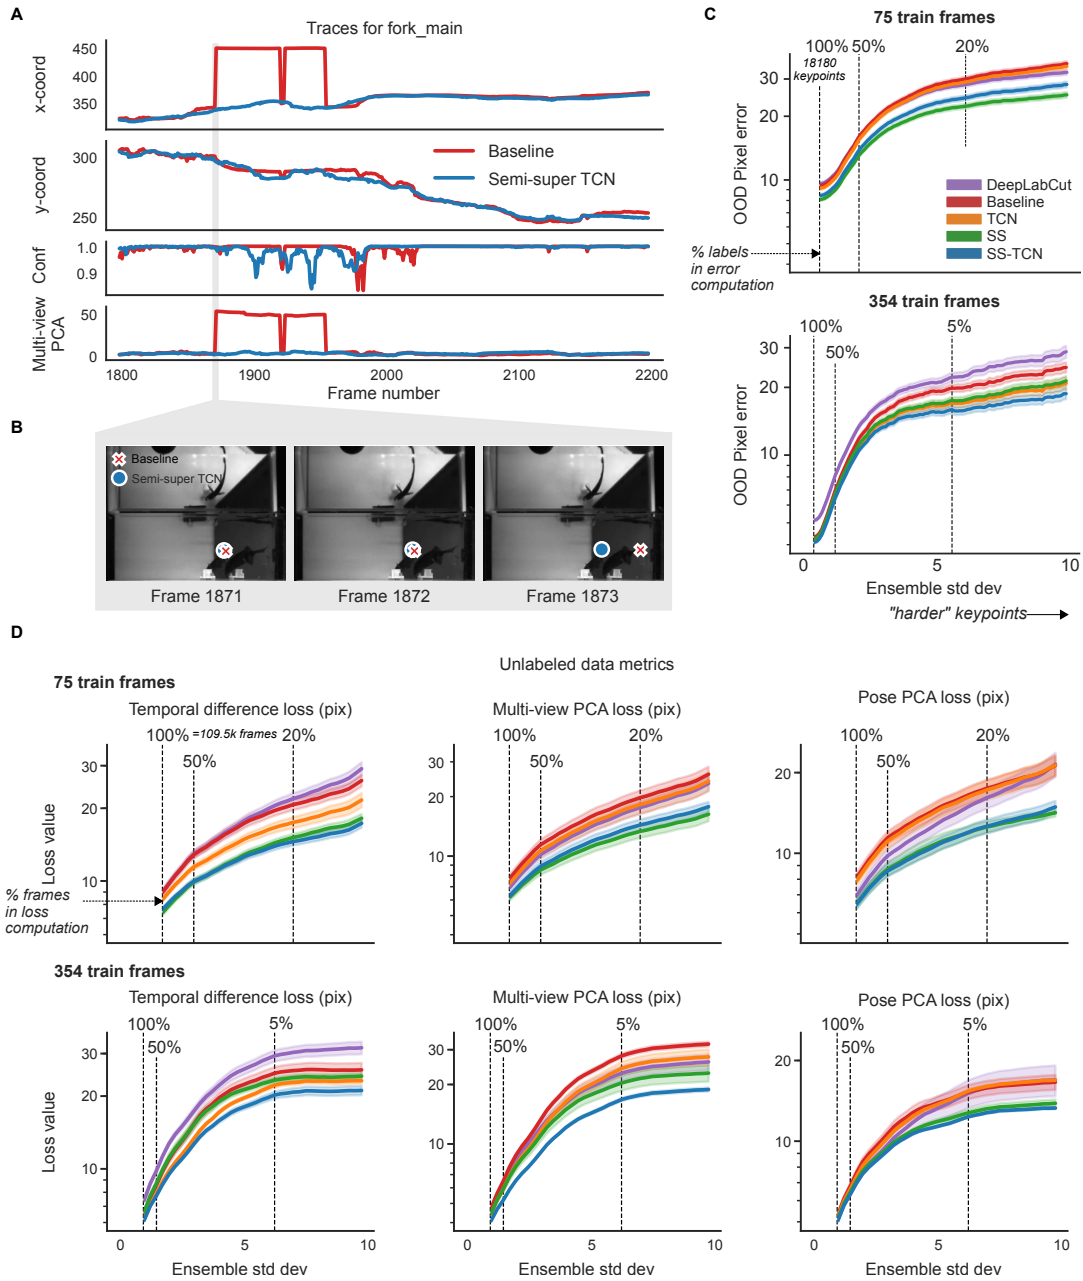 A
Traces for fork_main
x-coord
450
400
350
y-coord
300
250
Baseline
Semi-super TCN
Conf
1.0
0.9
Multi-view
PCA
50
0
1800
1900
2000
2100
2200
Frame number
B
Baseline
Semi-super TCN
Frame 1871
Frame 1872
Frame 1873
C
75 train frames
100%
50%
20%
18180
keypoints
OOD Pixel error
30
20
10
DeepLabCut
Baseline
TCN
SS
SS-TCN
% labels
in error
computation
354 train frames
100%
50%
5%
OOD Pixel error
30
20
10
0
5
10
Ensemble std dev
"harder" keypoints
D
Unlabeled data metrics
75 train frames
Temporal difference loss (pix)
100%
=109.5k frames
20%
50%
Loss value
30
20
10
% frames
in loss
computation
Multi-view PCA loss (pix)
100%
20%
50%
30
20
10
Pose PCA loss (pix)
100%
20%
50%
20
10
354 train frames
Temporal difference loss (pix)
100%
5%
50%
Loss value
30
20
10
0
5
10
Ensemble std dev
Multi-view PCA loss (pix)
100%
5%
50%
30
20
10
0
5
10
Ensemble std dev
Pose PCA loss (pix)
100%
5%
50%
20
10
0
5
10
Ensemble std dev